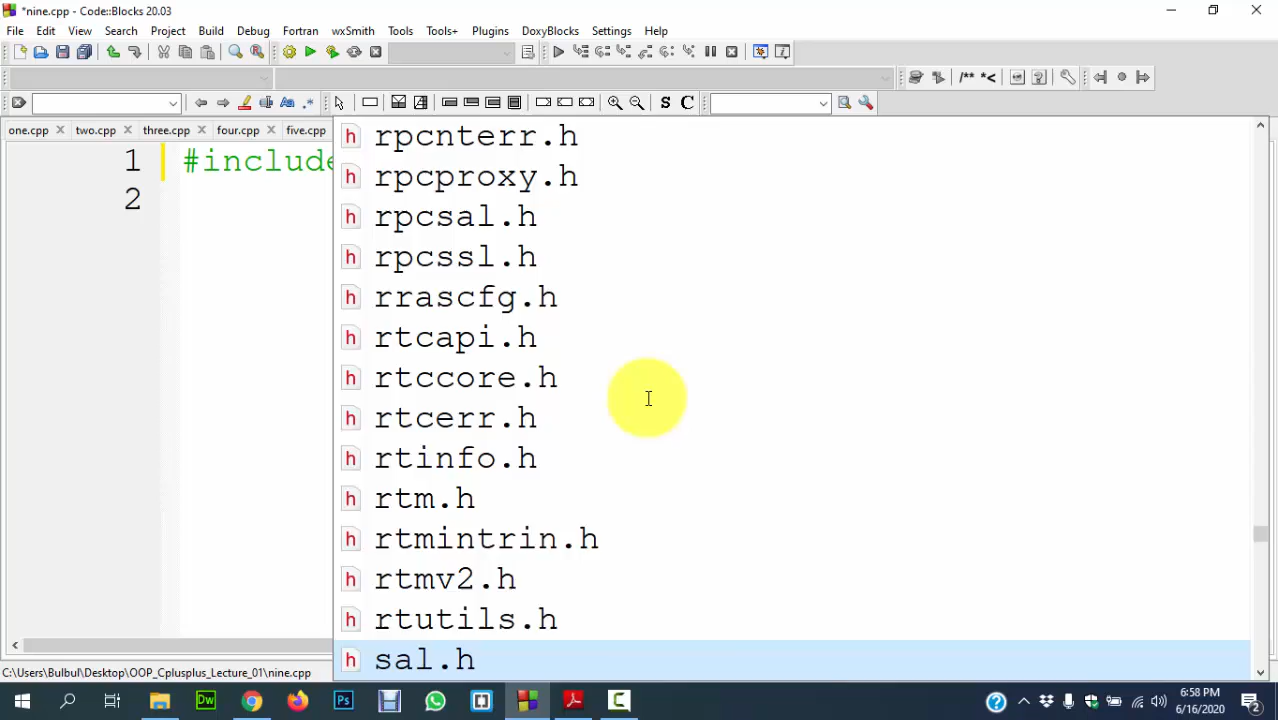 *nine.cpp - Code::Blocks 20.03
File Edit View Search Project Build Debug Fortran wxSmith Tools Tools+ Plugins DoxyBlocks Settings Help
/** *<
S C
one.cpp two.cpp three.cpp four.cpp five.cpp
1 #include
2
h rpcnterr.h
h rpcproxy.h
h rpcsal.h
h rpcssl.h
h rrascfg.h
h rtcapi.h
h rtccore.h
h rtcerr.h
h rtinfo.h
h rtm.h
h rtmintrin.h
h rtmv2.h
h rtutils.h
h sal.h
C:\Users\Bulbul\Desktop\OOP_Cplusplus_Lecture_01\nine.cpp
Dw Ps
6:58 PM
6/16/2020
2